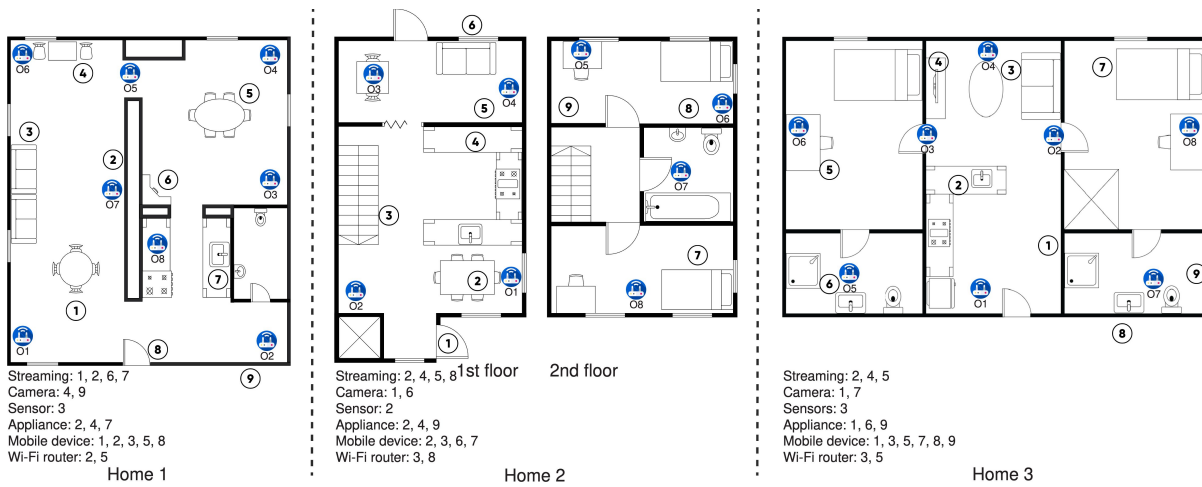 O6
4
O5
O4
5
3
2
6
O7
O3
O8
7
1
O1
8
O2
9
Streaming: 1, 2, 6, 7
Camera: 4, 9
Sensor: 3
Appliance: 2, 4, 7
Mobile device: 1, 2, 3, 5, 8
Wi-Fi router: 2, 5
Home 1
6
O3
O4
5
4
3
2
O1
O2
1
1st floor
O5
9
8
O6
O7
7
O8
2nd floor
Streaming: 2, 4, 5, 8
Camera: 1, 6
Sensor: 2
Appliance: 2, 4, 9
Mobile device: 2, 3, 6, 7
Wi-Fi router: 3, 8
Home 2
4
O4
3
7
O6
O3
O2
O8
5
2
1
6
O5
O1
O7
9
8
Streaming: 2, 4, 5
Camera: 1, 7
Sensors: 3
Appliance: 1, 6, 9
Mobile device: 1, 3, 5, 7, 8, 9
Wi-Fi router: 3, 5
Home 3